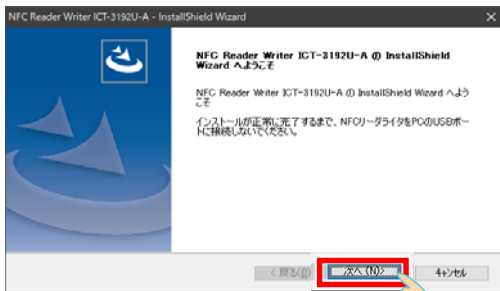 NFC Reader Writer ICT-3192U-A - InstallShield Wizard
NFC Reader Writer ICT-3192U-A の InstallShield
Wizard へようこそ
NFC Reader Writer ICT-3192U-A の InstallShield Wizard へよう
こそ
インストールが正常に完了するまで、NFCリーダライタをPCのUSBポー
トに接続しないでください。
< 戻る(B) 次へ(N)> キャンセル